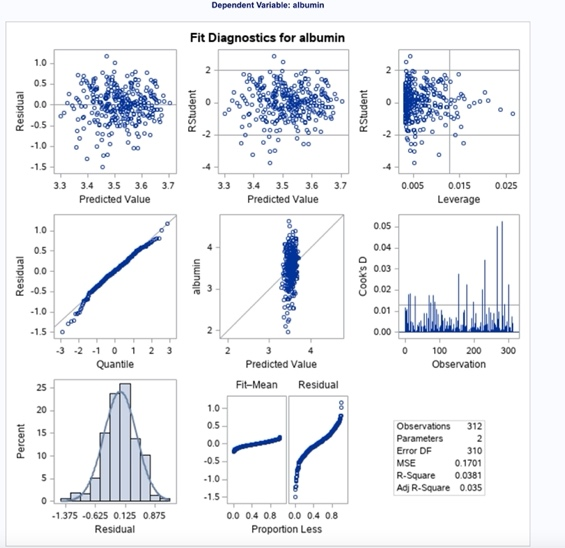 Dependent Variable: albumin
Fit Diagnostics for albumin
1.0
0.5
0.0
-0.5
-1.0
-1.5
Residual
3.3 3.4 3.5 3.6 3.7
Predicted Value
2
0
-2
-4
RStudent
3.3 3.4 3.5 3.6 3.7
Predicted Value
2
0
-2
-4
RStudent
0.005 0.015 0.025
Leverage
1.0
0.5
0.0
-0.5
-1.0
-1.5
Residual
-3 -2 -1 0 1 2 3
Quantile
4
3
2
albumin
2 3 4
Predicted Value
0.05
0.04
0.03
0.02
0.01
0.00
Cook's D
0 100 200 300
Observation
25
20
15
10
5
0
Percent
-1.375 -0.625 0.125 0.875
Residual
Fit–Mean Residual
1.0
0.5
0.0
-0.5
-1.0
-1.5
0.0 0.4 0.8 0.0 0.4 0.8
Proportion Less
Observations 312
Parameters 2
Error DF 310
MSE 0.1701
R-Square 0.0381
Adj R-Square 0.035